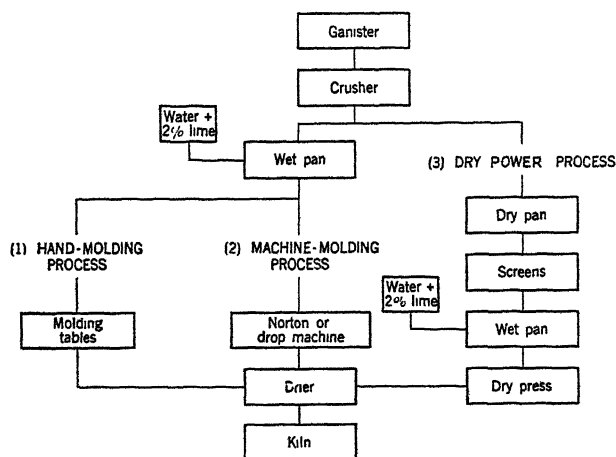 Ganister
Crusher
Water +
2% lime
Wet pan
(3) DRY POWER PROCESS
Dry pan
(1) HAND-MOLDING
PROCESS
(2) MACHINE-MOLDING
PROCESS
Screens
Water +
2% lime
Molding
tables
Norton or
drop machine
Wet pan
Drier
Dry press
Kiln